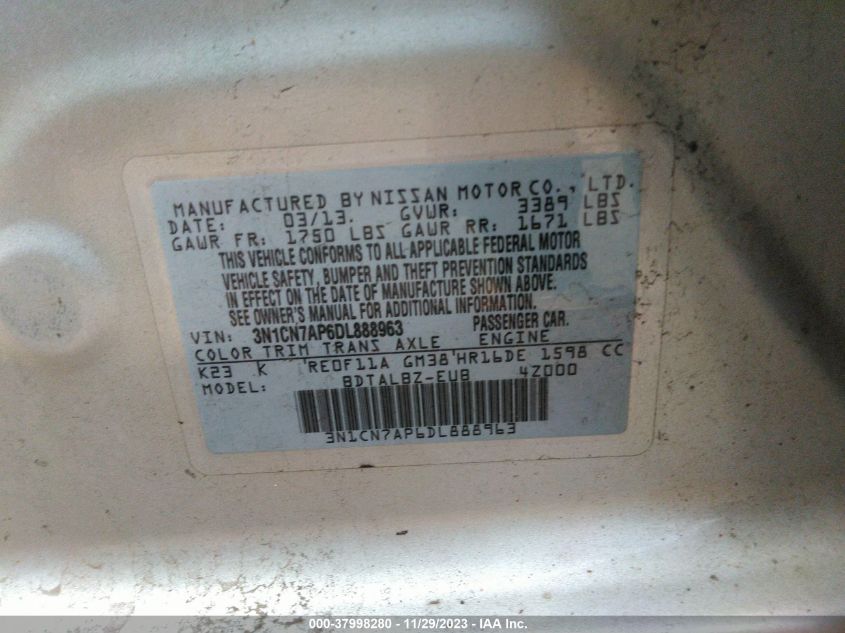 MANUFACTURED BY NISSAN MOTOR CO., LTD.
DATE: 03/13. GVWR: 3389 LBS
GAWR FR: 1750 LBS GAWR RR: 1671 LBS
THIS VEHICLE CONFORMS TO ALL APPLICABLE FEDERAL MOTOR
VEHICLE SAFETY, BUMPER AND THEFT PREVENTION STANDARDS
IN EFFECT ON THE DATE OF MANUFACTURE SHOWN ABOVE.
SEE OWNER'S MANUAL FOR ADDITIONAL INFORMATION.
VIN: 3N1CN7AP6DL888963 PASSENGER CAR.
COLOR TRIM TRANS AXLE ENGINE
K23 K 'RE0F11A GM38'HR16DE 1598 CC
MODEL: BDTALBZ-EUB 4Z000
3N1CN7AP6DL888963
000-37998280 - 11/29/2023 - IAAI.com